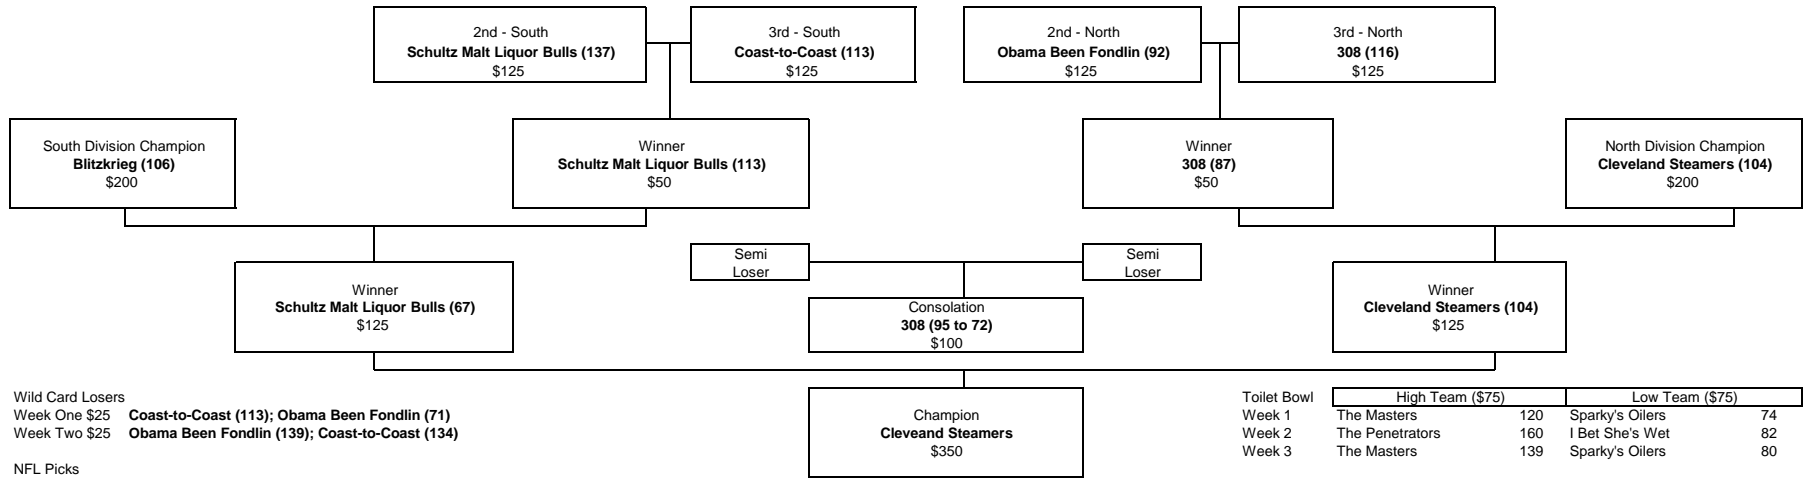 2nd - South
Schultz Malt Liquor Bulls (137)
$125
3rd - South
Coast-to-Coast (113)
$125
2nd - North
Obama Been Fondlin (92)
$125
3rd - North
308 (116)
$125
South Division Champion
Blitzkrieg (106)
$200
Winner
Schultz Malt Liquor Bulls (113)
$50
Winner
308 (87)
$50
North Division Champion
Cleveland Steamers (104)
$200
Semi
Loser
Semi
Loser
Winner
Schultz Malt Liquor Bulls (67)
$125
Consolation
308 (95 to 72)
$100
Winner
Cleveland Steamers (104)
$125
Wild Card Losers
Week One $25 Coast-to-Coast (113); Obama Been Fondlin (71)
Week Two $25 Obama Been Fondlin (139); Coast-to-Coast (134)
NFL Picks
Champion
Cleveand Steamers
$350
Toilet Bowl High Team ($75) Low Team ($75)
Week 1 The Masters 120 Sparky's Oilers 74
Week 2 The Penetrators 160 I Bet She's Wet 82
Week 3 The Masters 139 Sparky's Oilers 80